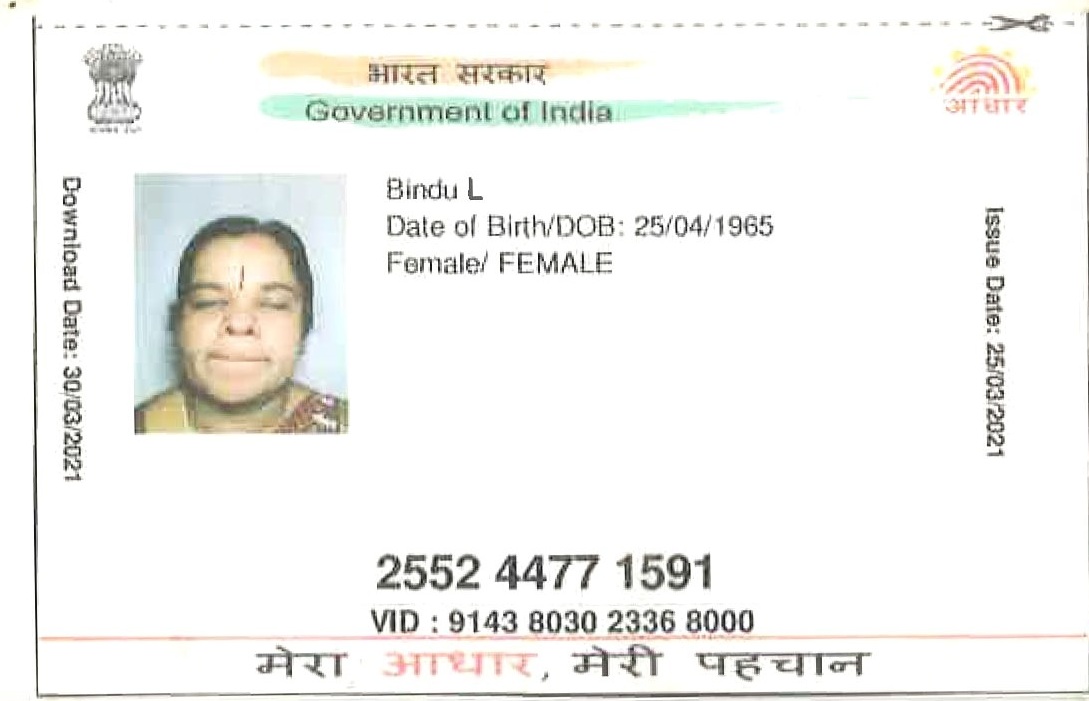 भारत सरकार
Government of India
आधार
Download Date: 30/03/2021
Bindu L
Date of Birth/DOB: 25/04/1965
Female/ FEMALE
Issue Date: 25/03/2021
2552 4477 1591
VID : 9143 8030 2336 8000
मेरा आधार, मेरी पहचान